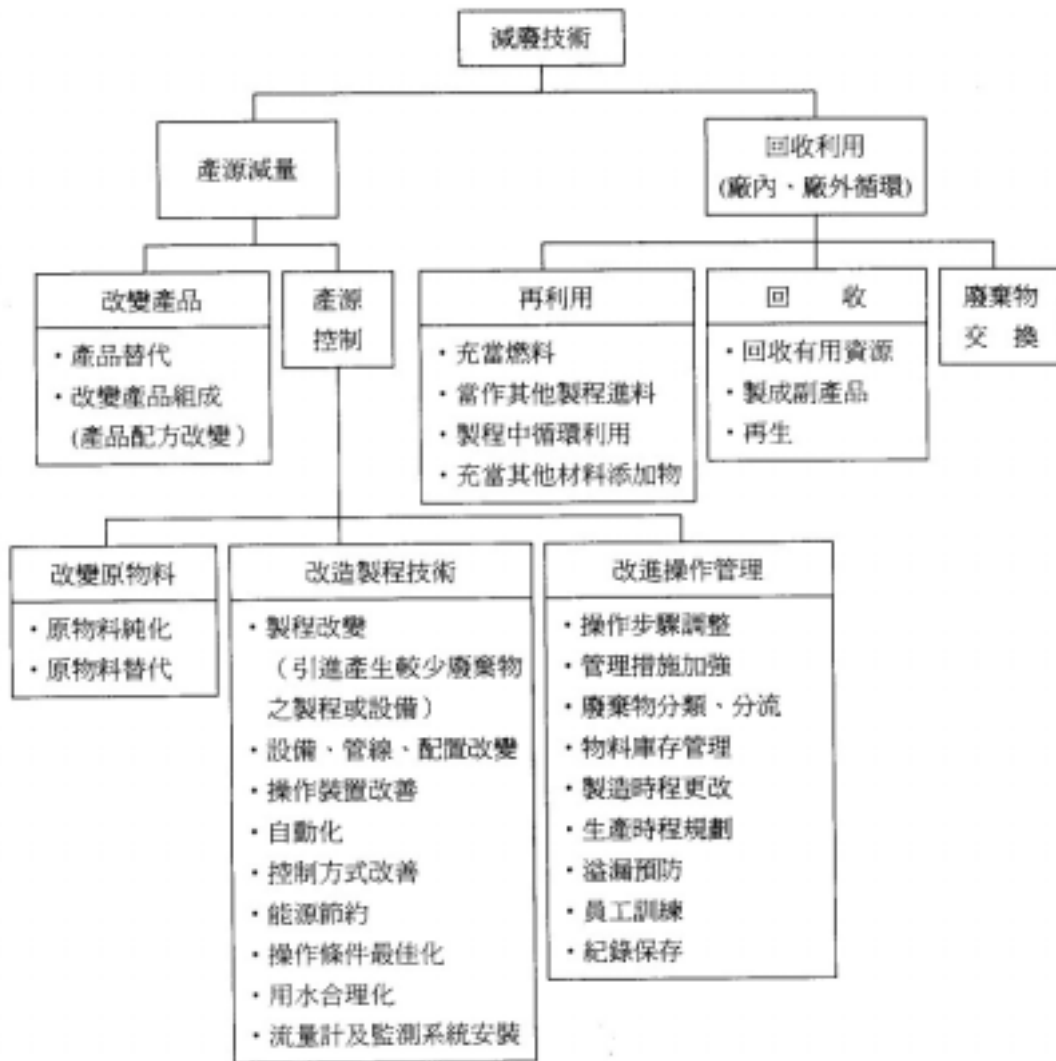 減廢技術
產源減量
回收利用
(廠內、廠外循環)
改變產品
・產品替代
・改變產品組成
(產品配方改變）
產源
控制
再利用
・充當燃料
・當作其他製程進料
・製程中循環利用
・充當其他材料添加物
回 收
・回收有用資源
・製成副產品
・再生
廢棄物
交 換
改變原物料
・原物料純化
・原物料替代
改造製程技術
・製程改變
（引進產生較少廢棄物
之製程或設備）
・設備、管線、配置改變
・操作裝置改善
・自動化
・控制方式改善
・能源節約
・操作條件最佳化
・用水合理化
・流量計及監測系統安裝
改進操作管理
・操作步驟調整
・管理措施加強
・廢棄物分類、分流
・物料庫存管理
・製造時程更改
・生產時程規劃
・溢漏預防
・員工訓練
・紀錄保存